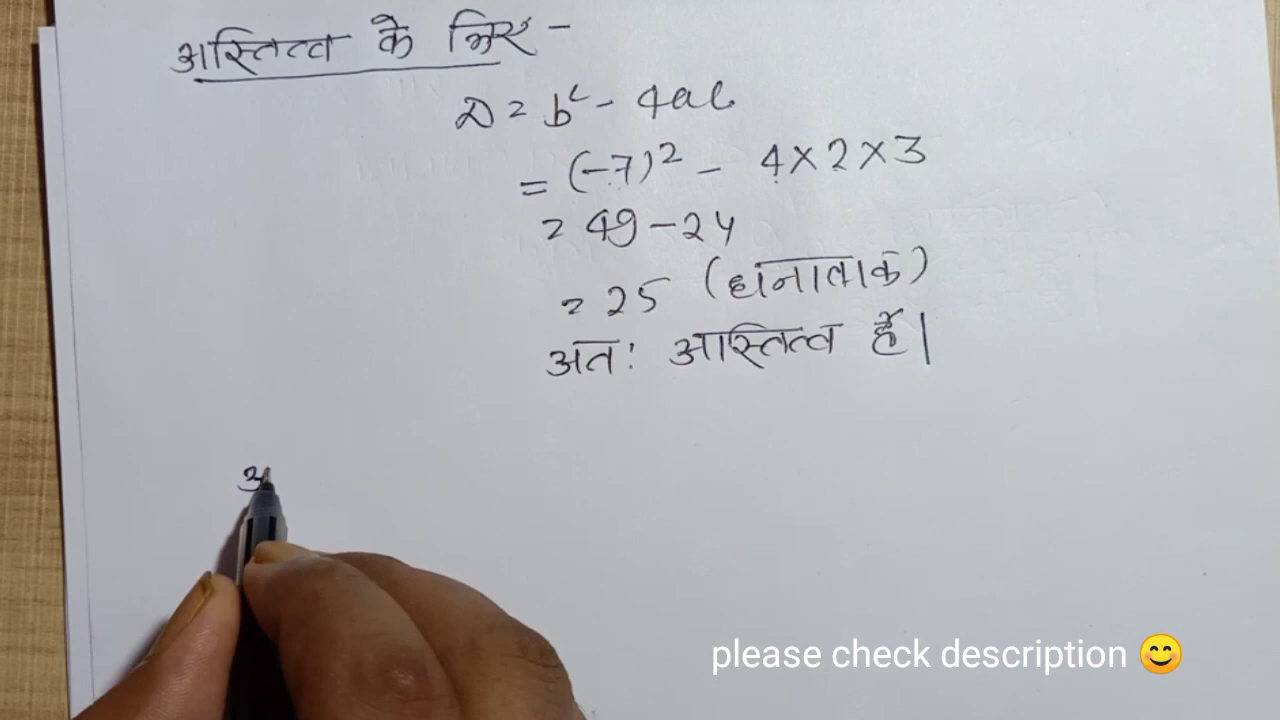 अस्तित्व के लिए -
D = b² - 4ac
= (-7)² - 4×2×3
= 49 - 24
= 25 (धनात्मक)
अतः अस्तित्व है।
अ
please check description 😊